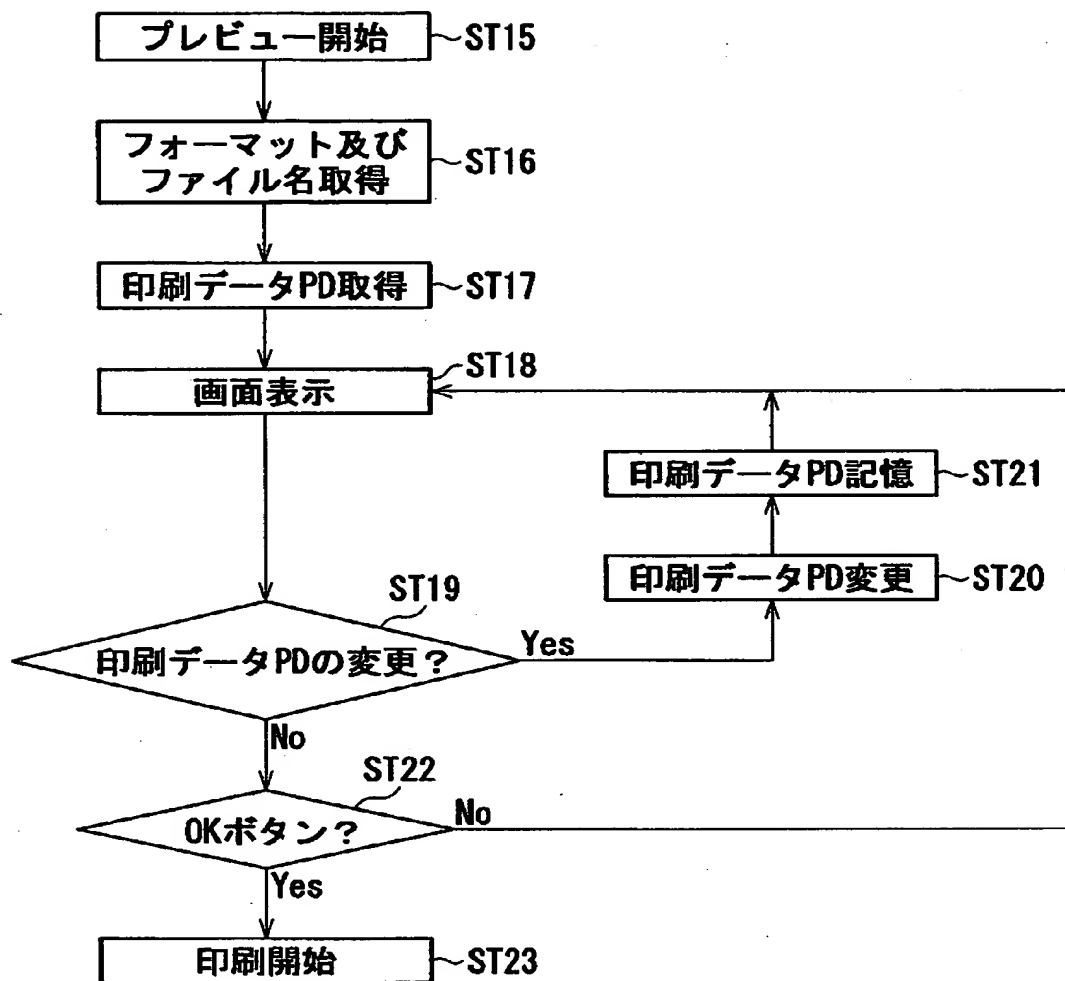 プレビュー開始 ST15
フォーマット及び
ファイル名取得 ST16
印刷データPD取得 ST17
画面表示 ST18
印刷データPD記憶 ST21
印刷データPD変更 ST20
ST19
印刷データPDの変更？ Yes
No
ST22
OKボタン？ No
Yes
印刷開始 ST23